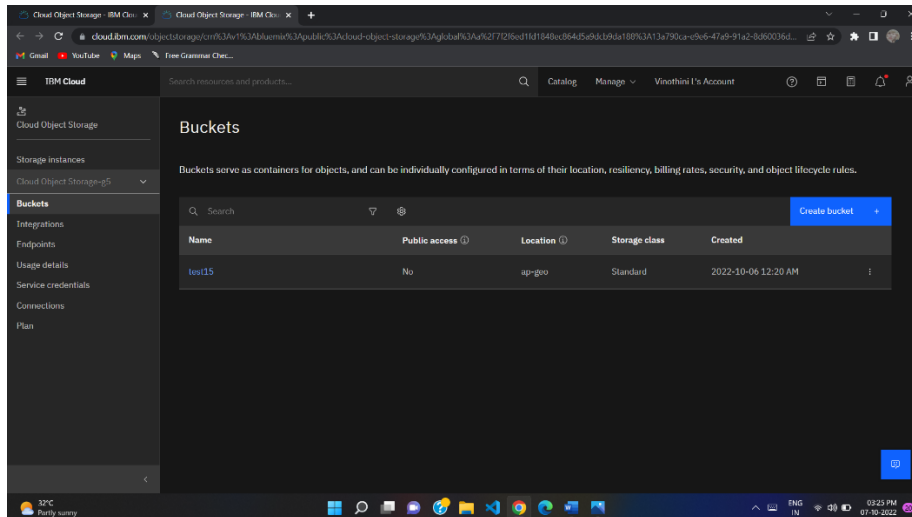 Cloud Object Storage - IBM Clou × Cloud Object Storage - IBM Clou × +
cloud.ibm.com/objectstorage/crn%3Av1%3Abluemix%3Apublic%3Acloud-object-storage%3Aglobal%3Aa%2F7f2f6ed1fd1840ec864d5a9dcb9da188%3A13a790ca-e9e6-47a9-91a2-8d60036d...
Gmail YouTube Maps Free Grammar Chec...
IBM Cloud Search resources and products... Catalog Manage Vinothini L's Account
Cloud Object Storage
Storage instances
Cloud Object Storage-g5
Buckets
Integrations
Endpoints
Usage details
Service credentials
Connections
Plan
Buckets
Buckets serve as containers for objects, and can be individually configured in terms of their location, resiliency, billing rates, security, and object lifecycle rules.
Search Create bucket +
Name Public access Location Storage class Created
test15 No ap-geo Standard 2022-10-06 12:20 AM
32°C
Partly sunny
ENG
IN
03:25 PM
07-10-2022